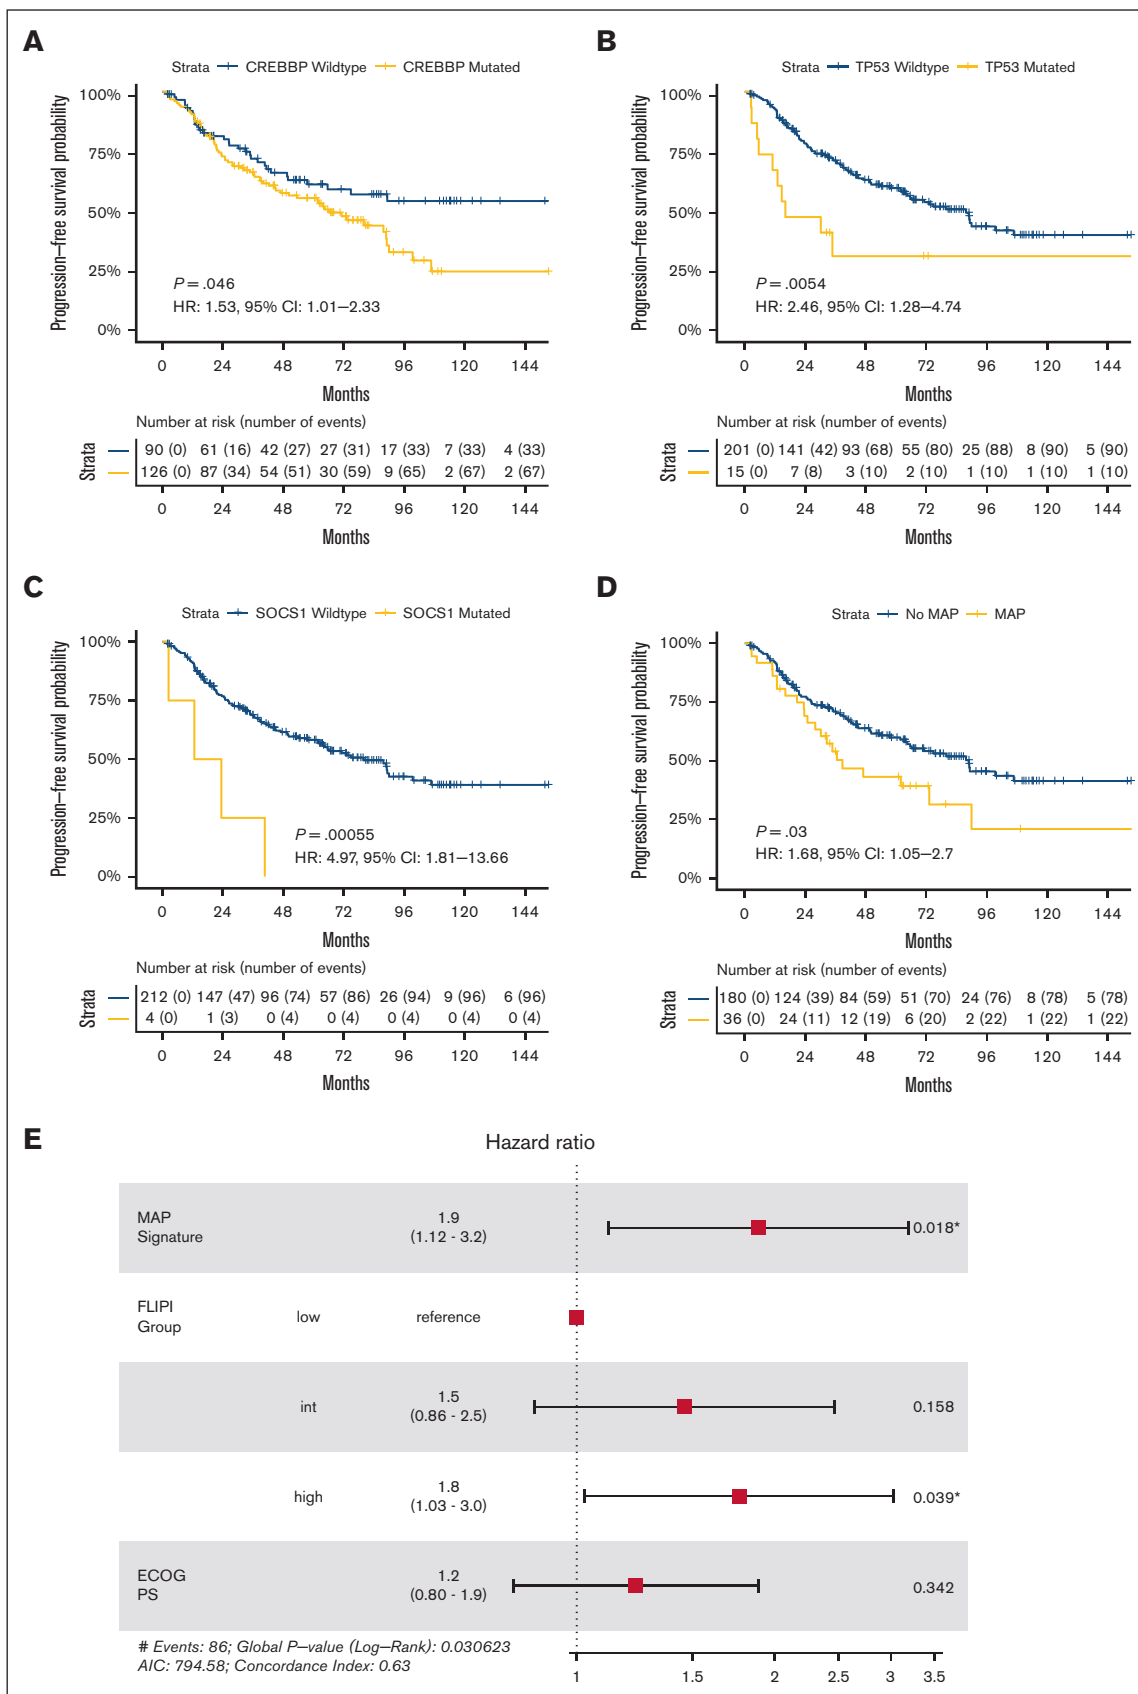 A
Strata CREBBP Wildtype CREBBP Mutated
Progression–free survival probability
100%
75%
50%
25%
0%
P = .046
HR: 1.53, 95% CI: 1.01–2.33
0 24 48 72 96 120 144
Months
Number at risk (number of events)
Strata
90 (0) 61 (16) 42 (27) 27 (31) 17 (33) 7 (33) 4 (33)
126 (0) 87 (34) 54 (51) 30 (59) 9 (65) 2 (67) 2 (67)
0 24 48 72 96 120 144
Months
B
Strata TP53 Wildtype TP53 Mutated
Progression–free survival probability
100%
75%
50%
25%
0%
P = .0054
HR: 2.46, 95% CI: 1.28–4.74
0 24 48 72 96 120 144
Months
Number at risk (number of events)
Strata
201 (0) 141 (42) 93 (68) 55 (80) 25 (88) 8 (90) 5 (90)
15 (0) 7 (8) 3 (10) 2 (10) 1 (10) 1 (10) 1 (10)
0 24 48 72 96 120 144
Months
C
Strata SOCS1 Wildtype SOCS1 Mutated
Progression–free survival probability
100%
75%
50%
25%
0%
P = .00055
HR: 4.97, 95% CI: 1.81–13.66
0 24 48 72 96 120 144
Months
Number at risk (number of events)
Strata
212 (0) 147 (47) 96 (74) 57 (86) 26 (94) 9 (96) 6 (96)
4 (0) 1 (3) 0 (4) 0 (4) 0 (4) 0 (4) 0 (4)
0 24 48 72 96 120 144
Months
D
Strata No MAP MAP
Progression–free survival probability
100%
75%
50%
25%
0%
P = .03
HR: 1.68, 95% CI: 1.05–2.7
0 24 48 72 96 120 144
Months
Number at risk (number of events)
Strata
180 (0) 124 (39) 84 (59) 51 (70) 24 (76) 8 (78) 5 (78)
36 (0) 24 (11) 12 (19) 6 (20) 2 (22) 1 (22) 1 (22)
0 24 48 72 96 120 144
Months
E
Hazard ratio
MAP
Signature
1.9
(1.12 - 3.2)
0.018*
FLIPI
Group
low
reference
int
1.5
(0.86 - 2.5)
0.158
high
1.8
(1.03 - 3.0)
0.039*
ECOG
PS
1.2
(0.80 - 1.9)
0.342
# Events: 86; Global P–value (Log–Rank): 0.030623
AIC: 794.58; Concordance Index: 0.63
1 1.5 2 2.5 3 3.5